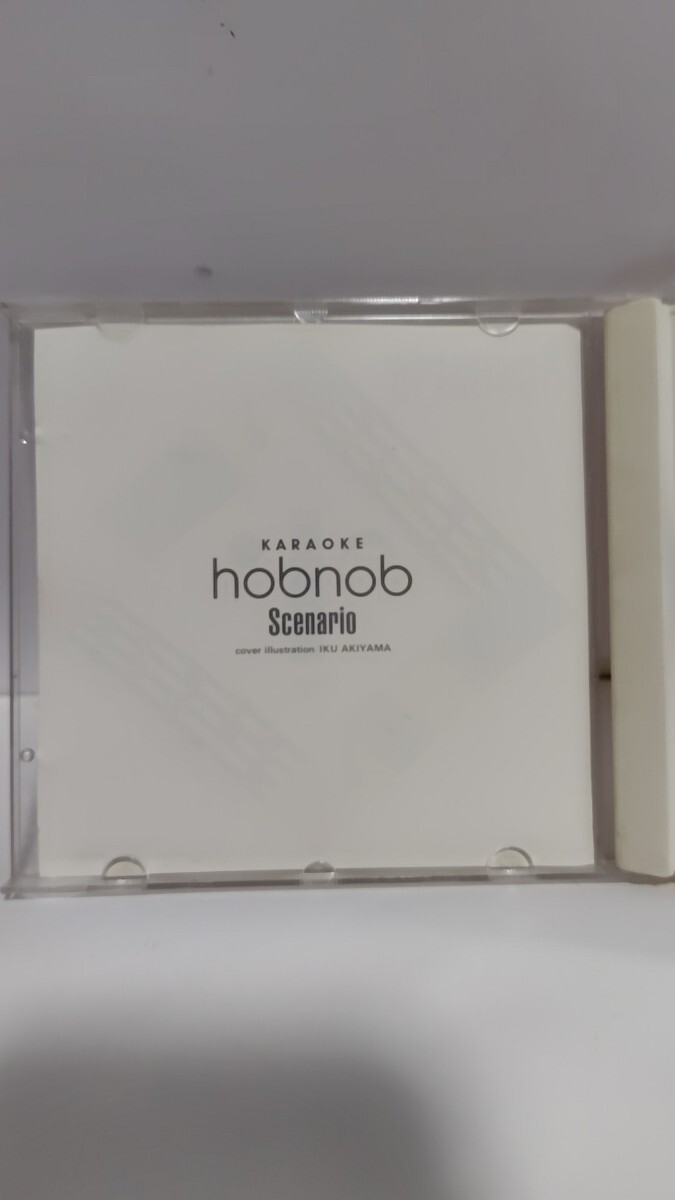 KARAOKE
hobnob
Scenario
cover illustration IKU AKIYAMA